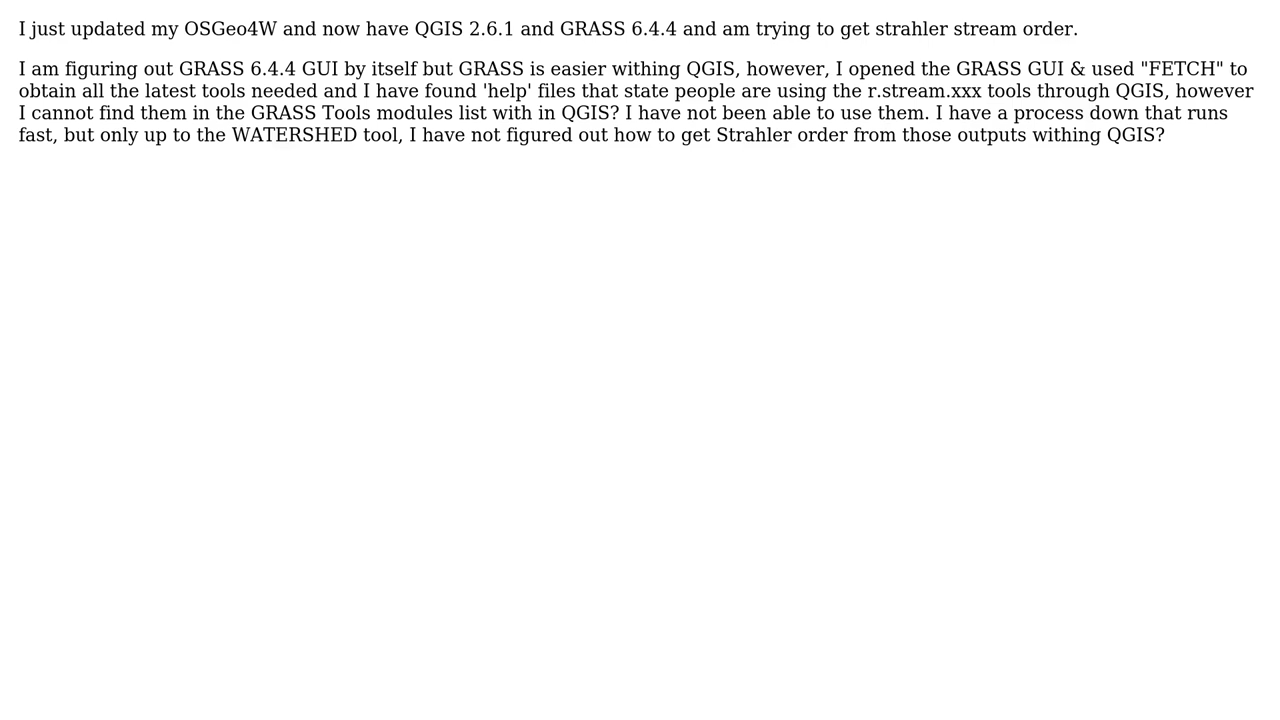 I just updated my OSGeo4W and now have QGIS 2.6.1 and GRASS 6.4.4 and am trying to get strahler stream order.
I am figuring out GRASS 6.4.4 GUI by itself but GRASS is easier withing QGIS, however, I opened the GRASS GUI & used "FETCH" to
obtain all the latest tools needed and I have found 'help' files that state people are using the r.stream.xxx tools through QGIS, however
I cannot find them in the GRASS Tools modules list with in QGIS? I have not been able to use them. I have a process down that runs
fast, but only up to the WATERSHED tool, I have not figured out how to get Strahler order from those outputs withing QGIS?